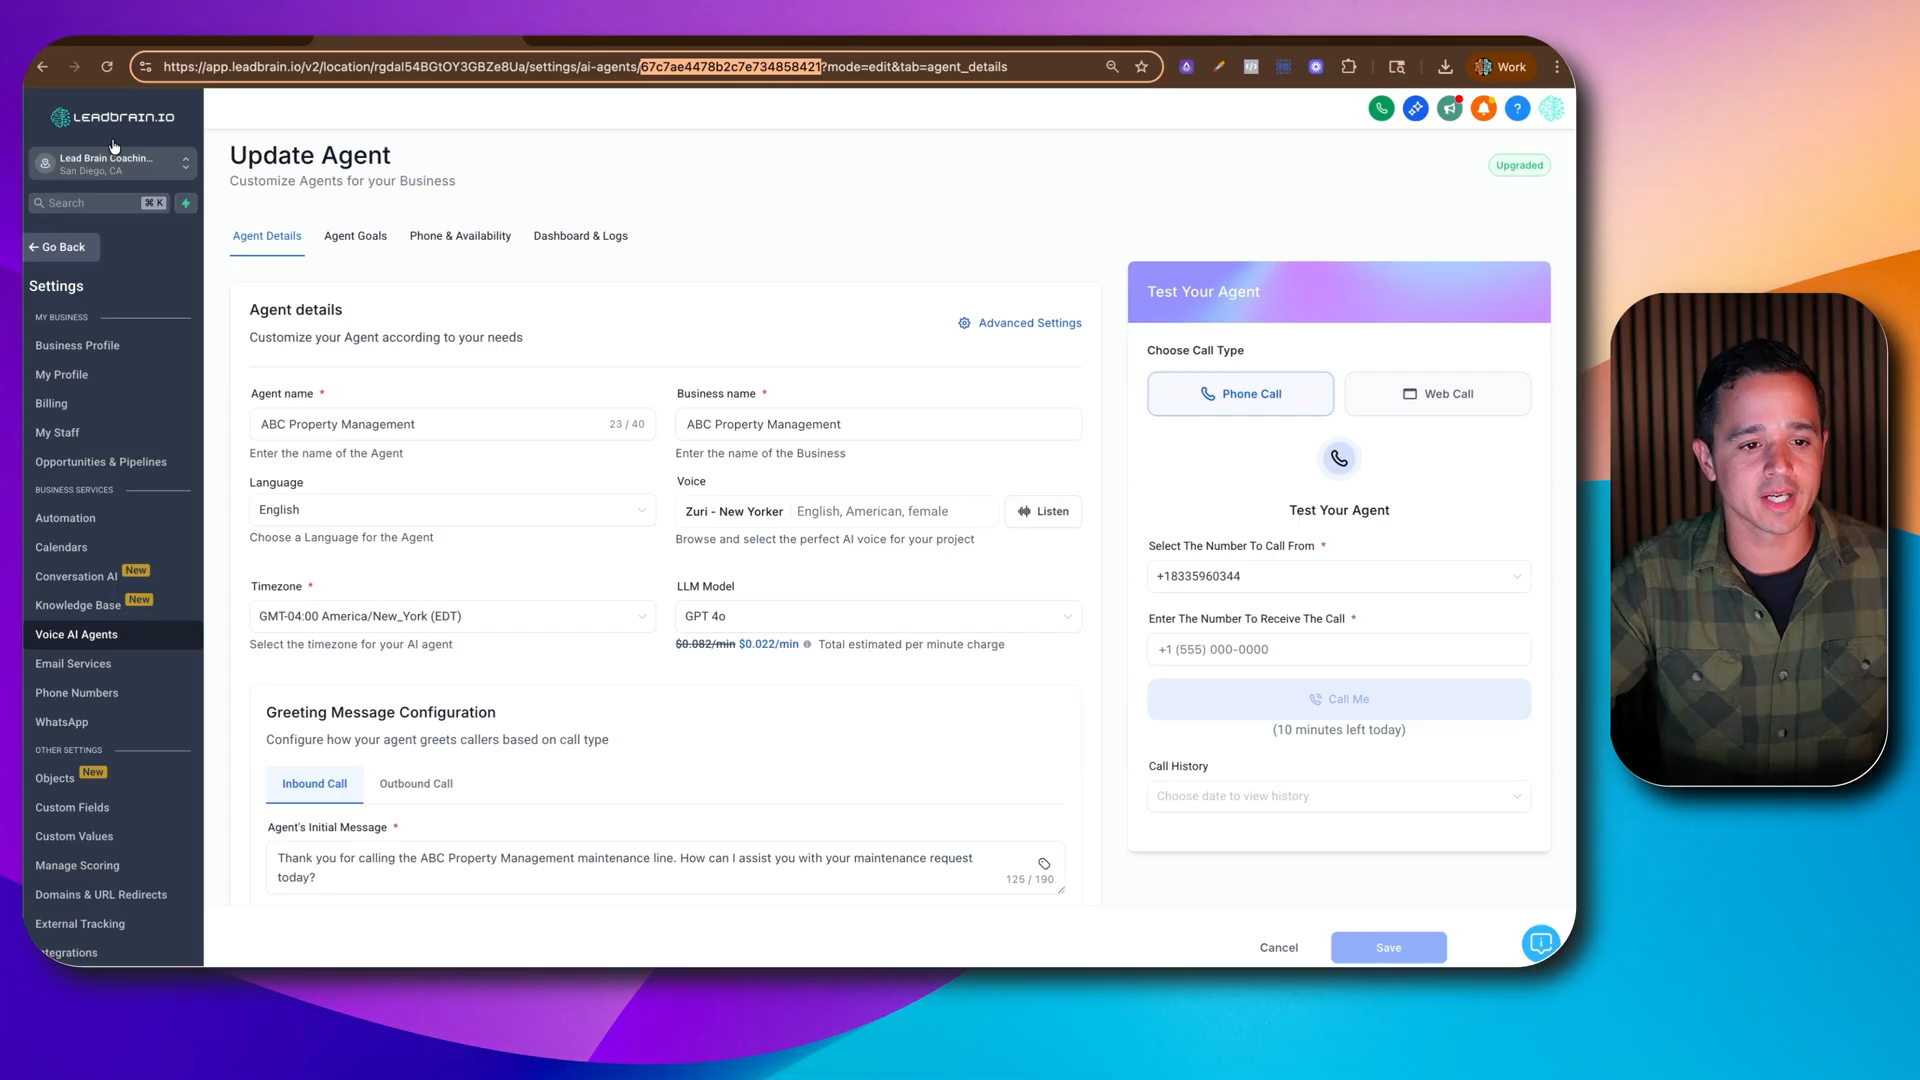 https://app.leadbrain.io/v2/location/rgdal54BGtOY3GBZe8Ua/settings/ai-agents/67c7ae4478b2c7e734858421?mode=edit&tab=agent_details
Work
LEADBRAIN.IO
Lead Brain Coachin...
San Diego, CA
Search
⌘ K
Go Back
Settings
MY BUSINESS
Business Profile
My Profile
Billing
My Staff
Opportunities & Pipelines
BUSINESS SERVICES
Automation
Calendars
Conversation AI New
Knowledge Base New
Voice AI Agents
Email Services
Phone Numbers
WhatsApp
OTHER SETTINGS
Objects New
Custom Fields
Custom Values
Manage Scoring
Domains & URL Redirects
External Tracking
tegrations
Update Agent
Customize Agents for your Business
Upgraded
Agent Details
Agent Goals
Phone & Availability
Dashboard & Logs
Agent details
Customize your Agent according to your needs
Advanced Settings
Agent name *
ABC Property Management
23 / 40
Enter the name of the Agent
Business name *
ABC Property Management
Enter the name of the Business
Language
English
Choose a Language for the Agent
Voice
Zuri - New Yorker
English, American, female
Listen
Browse and select the perfect AI voice for your project
Timezone *
GMT-04:00 America/New_York (EDT)
Select the timezone for your AI agent
LLM Model
GPT 4o
$0.082/min $0.022/min Total estimated per minute charge
Greeting Message Configuration
Configure how your agent greets callers based on call type
Inbound Call
Outbound Call
Agent's Initial Message *
Thank you for calling the ABC Property Management maintenance line. How can I assist you with your maintenance request
today?
125 / 190
Test Your Agent
Choose Call Type
Phone Call
Web Call
Test Your Agent
Select The Number To Call From *
+18335960344
Enter The Number To Receive The Call *
+1 (555) 000-0000
Call Me
(10 minutes left today)
Call History
Choose date to view history
Cancel
Save